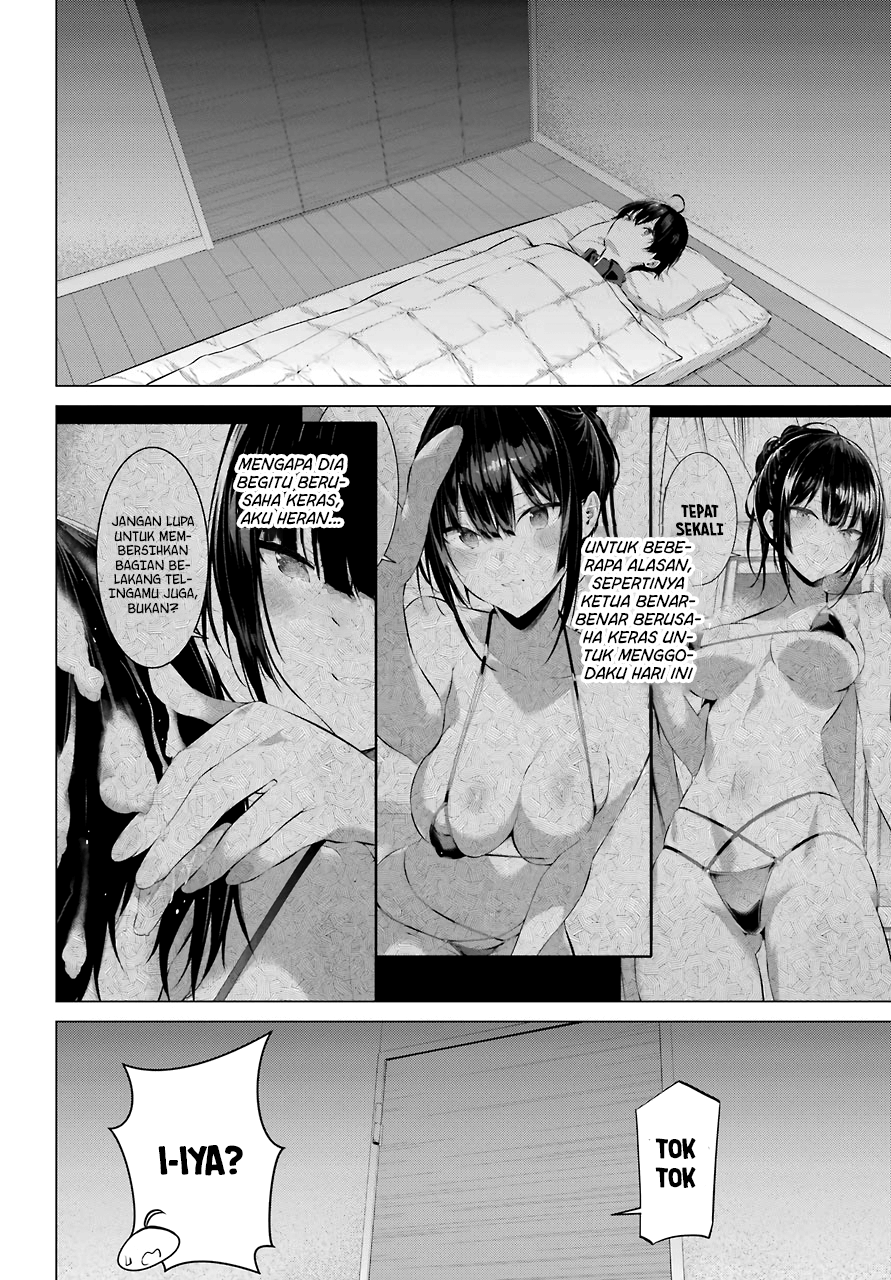 TEPAT
SEKALI
UNTUK BEBE-
RAPA ALASAN,
SEPERTINYA
KETUA BENAR-
BENAR BERUSA-
HA KERAS UN-
TUK MENGGO-
DAKU HARI INI
MENGAPA DIA
BEGITU BERU-
SAHA KERAS,
AKU HERAN...
JANGAN LUPA
UNTUK MEM-
BERSIHKAN
BAGIAN BE-
LAKANG TEL-
INGAMU JUGA,
BUKAN?
TOK
TOK
I-IYA?